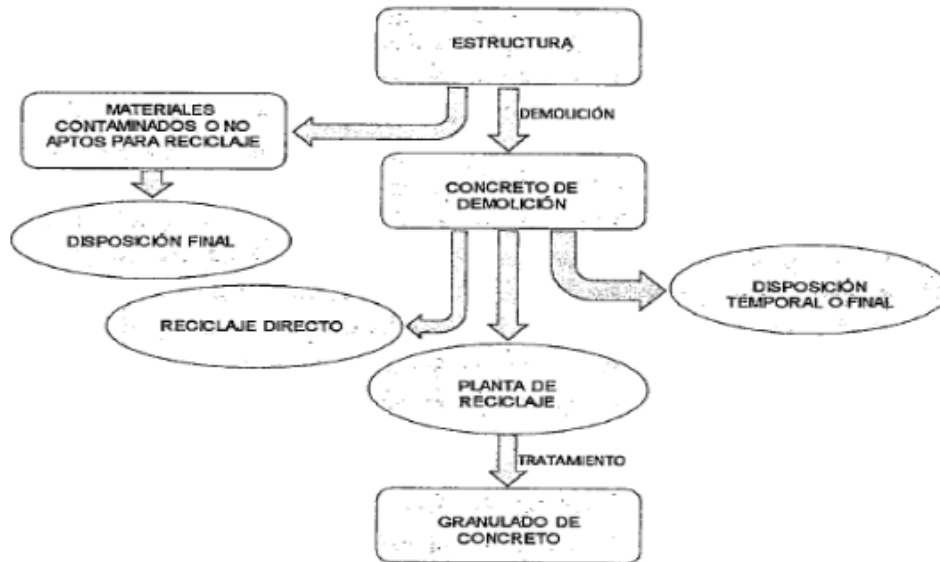 ESTRUCTURA
DEMOLICIÓN
MATERIALES
CONTAMINADOS O NO
APTOS PARA RECICLAJE
CONCRETO DE
DEMOLICIÓN
DISPOSICIÓN FINAL
DISPOSICIÓN
TEMPORAL O FINAL
RECICLAJE DIRECTO
PLANTA DE
RECICLAJE
TRATAMIENTO
GRANULADO DE
CONCRETO